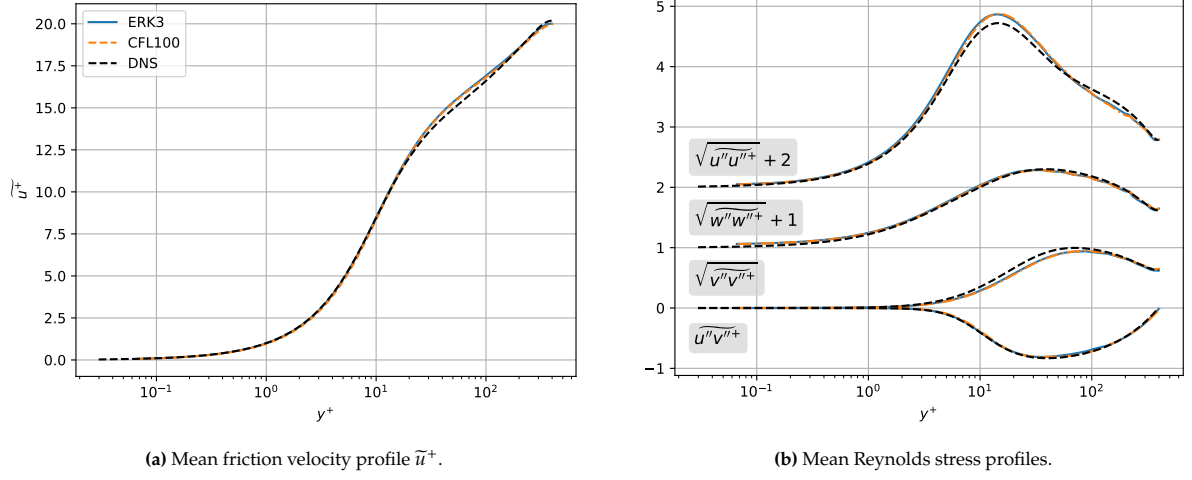 20.0
17.5
15.0
12.5
10.0
7.5
5.0
2.5
0.0
ũ⁺
ERK3
CFL100
DNS
10⁻¹ 10⁰ 10¹ 10²
y⁺
(a) Mean friction velocity profile ũ⁺.
5
4
3
2
1
0
−1
√u″u″⁺ + 2
√w″w″⁺ + 1
√v″v″⁺
u″v″⁺
10⁻¹ 10⁰ 10¹ 10²
y⁺
(b) Mean Reynolds stress profiles.